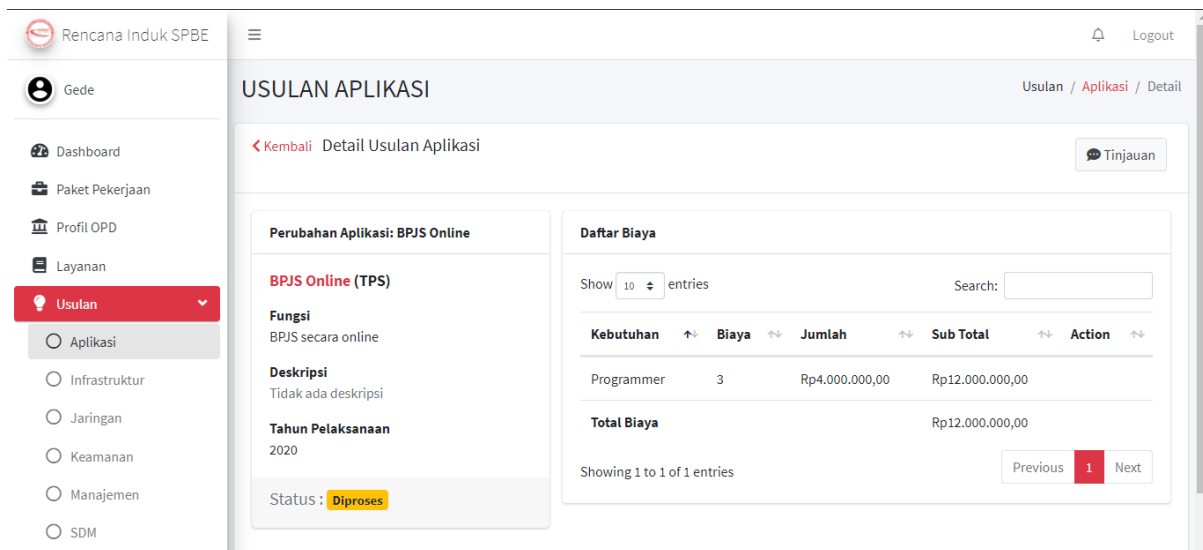 Rencana Induk SPBE
Logout
Gede
Dashboard
Paket Pekerjaan
Profil OPD
Layanan
Usulan
Aplikasi
Infrastruktur
Jaringan
Keamanan
Manajemen
SDM
USULAN APLIKASI
Usulan / Aplikasi / Detail
Kembali Detail Usulan Aplikasi
Tinjauan
Perubahan Aplikasi: BPJS Online
BPJS Online (TPS)
Fungsi
BPJS secara online
Deskripsi
Tidak ada deskripsi
Tahun Pelaksanaan
2020
Status : Diproses
Daftar Biaya
Show 10 entries
Search:
Kebutuhan Biaya Jumlah Sub Total Action
Programmer 3 Rp4.000.000,00 Rp12.000.000,00
Total Biaya Rp12.000.000,00
Showing 1 to 1 of 1 entries
Previous 1 Next